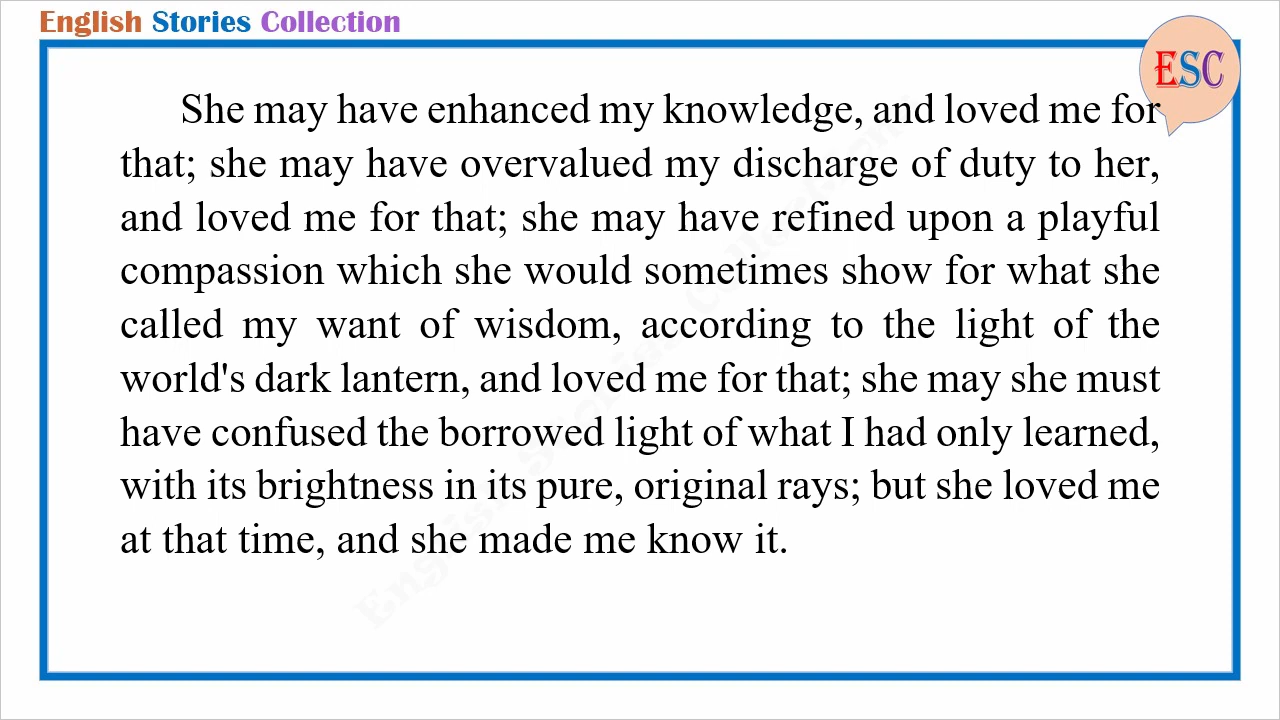 English Stories Collection
ESC
She may have enhanced my knowledge, and loved me for
that; she may have overvalued my discharge of duty to her,
and loved me for that; she may have refined upon a playful
compassion which she would sometimes show for what she
called my want of wisdom, according to the light of the
world's dark lantern, and loved me for that; she may she must
have confused the borrowed light of what I had only learned,
with its brightness in its pure, original rays; but she loved me
at that time, and she made me know it.
English Stories Collection